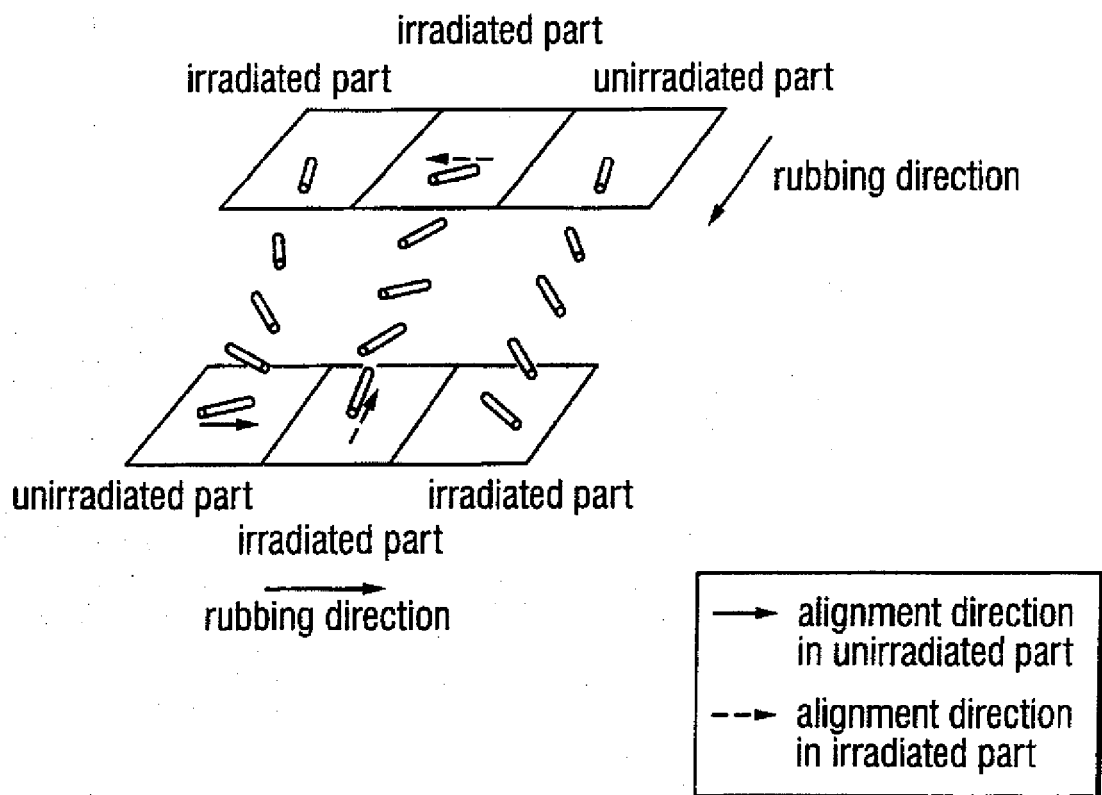 irradiated part
irradiated part
unirradiated part
rubbing direction
unirradiated part
irradiated part
irradiated part
rubbing direction
alignment direction
in unirradiated part
alignment direction
in irradiated part